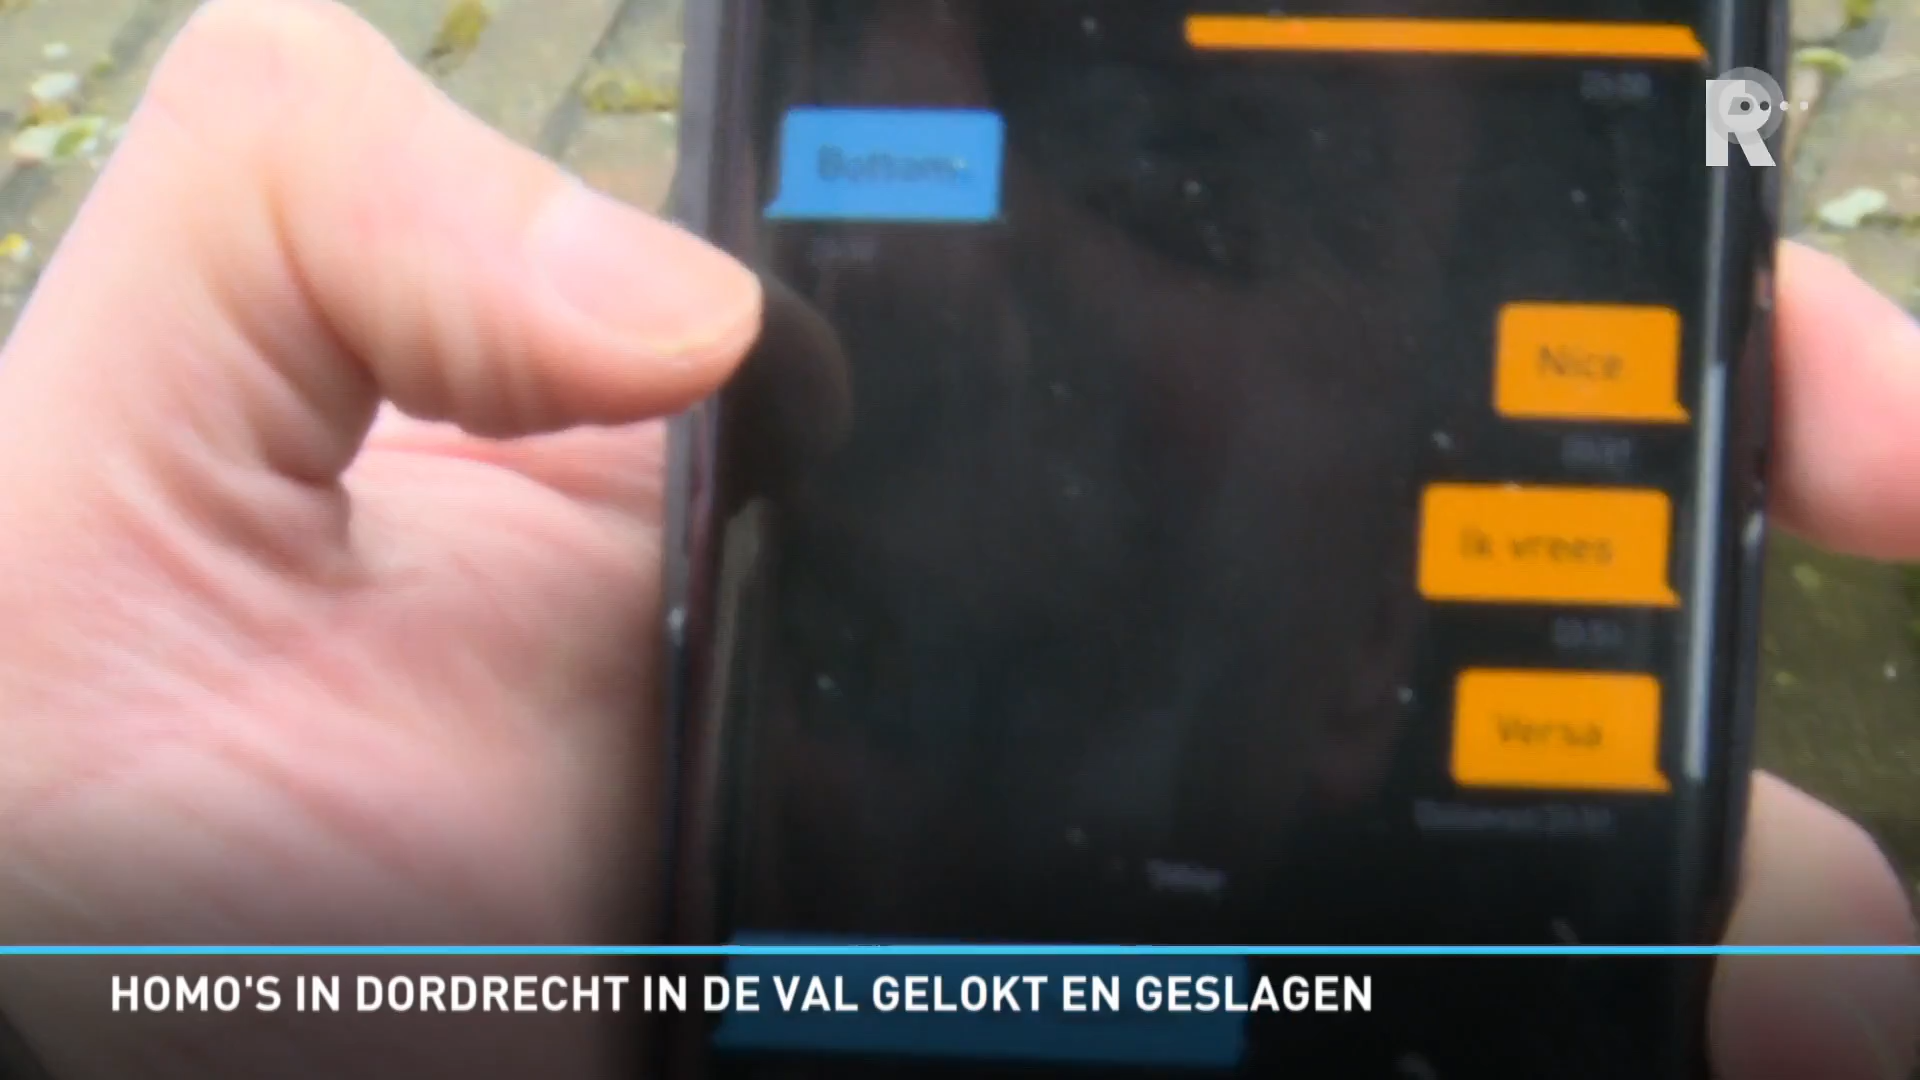 R
Bottom.
Nice
Ik vrees
Versa
HOMO'S IN DORDRECHT IN DE VAL GELOKT EN GESLAGEN